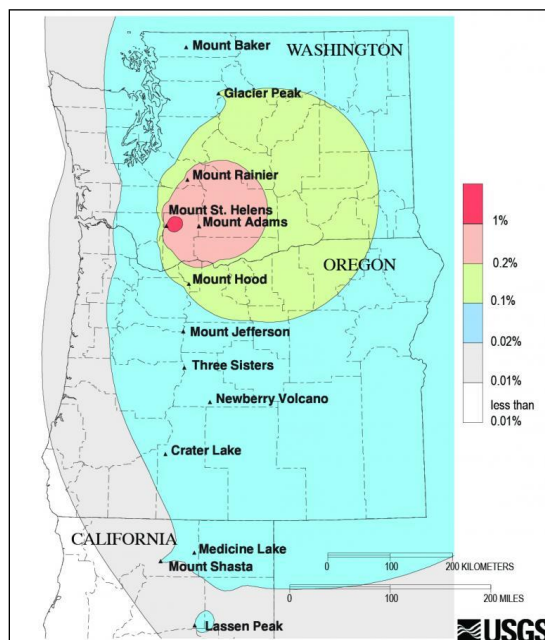 Mount Baker
WASHINGTON
Glacier Peak
Mount Rainier
Mount St. Helens
Mount Adams
OREGON
Mount Hood
Mount Jefferson
Three Sisters
Newberry Volcano
Crater Lake
CALIFORNIA
Medicine Lake
Mount Shasta
Lassen Peak
1%
0.2%
0.1%
0.02%
0.01%
less than
0.01%
0 100 200 KILOMETERS
0 100 200 MILES
USGS